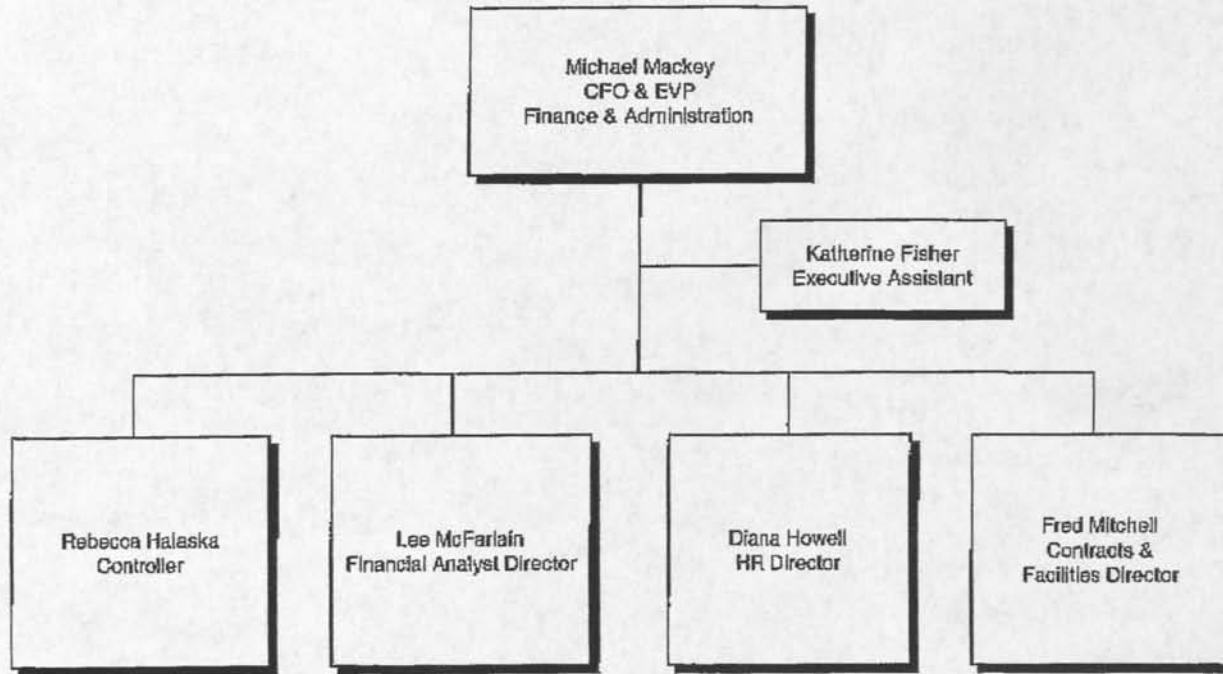 Michael Mackey
CFO & EVP
Finance & Administration
Katherine Fisher
Executive Assistant
Rebecca Halaska
Controller
Lee McFarlain
Financial Analyst Director
Diana Howell
HR Director
Fred Mitchell
Contracts &
Facilities Director